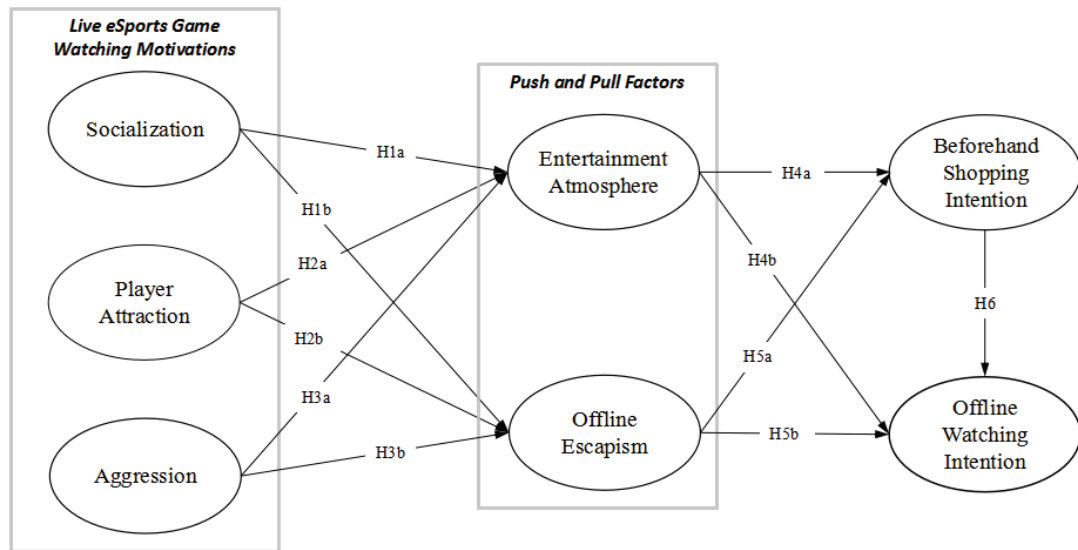 Live eSports Game
Watching Motivations
Socialization
Player
Attraction
Aggression
H1a
H1b
H2a
H2b
H3a
H3b
Push and Pull Factors
Entertainment
Atmosphere
Offline
Escapism
H4a
H4b
H5a
H5b
Beforehand
Shopping
Intention
H6
Offline
Watching
Intention